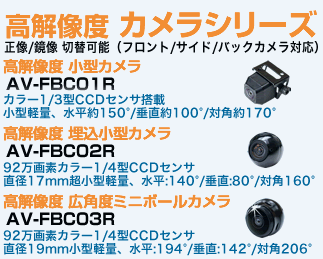 高解像度 カメラシリーズ
正像/鏡像 切替可能（フロント/サイド/バックカメラ対応）
高解像度 小型カメラ
AV-FBC01R
カラー1/3型CCDセンサ搭載
小型軽量、水平約150°/垂直約100°/対角約170°
高解像度 埋込小型カメラ
AV-FBC02R
92万画素カラー1/4型CCDセンサ
直径17mm超小型軽量、水平:140°/垂直:80°/対角160°
高解像度 広角度ミニボールカメラ
AV-FBC03R
92万画素カラー1/4型CCDセンサ
直径19mm小型軽量、水平:194°/垂直:142°/対角206°